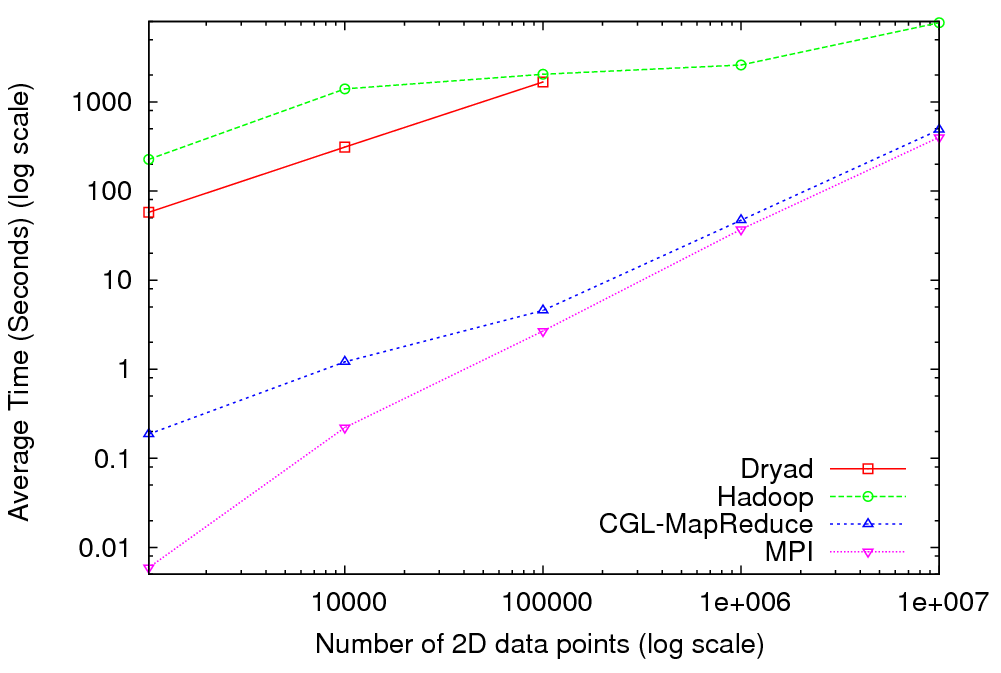 Average Time (Seconds) (log scale)
1000
100
10
1
0.1
0.01
Dryad
Hadoop
CGL-MapReduce
MPI
10000 100000 1e+006 1e+007
Number of 2D data points (log scale)